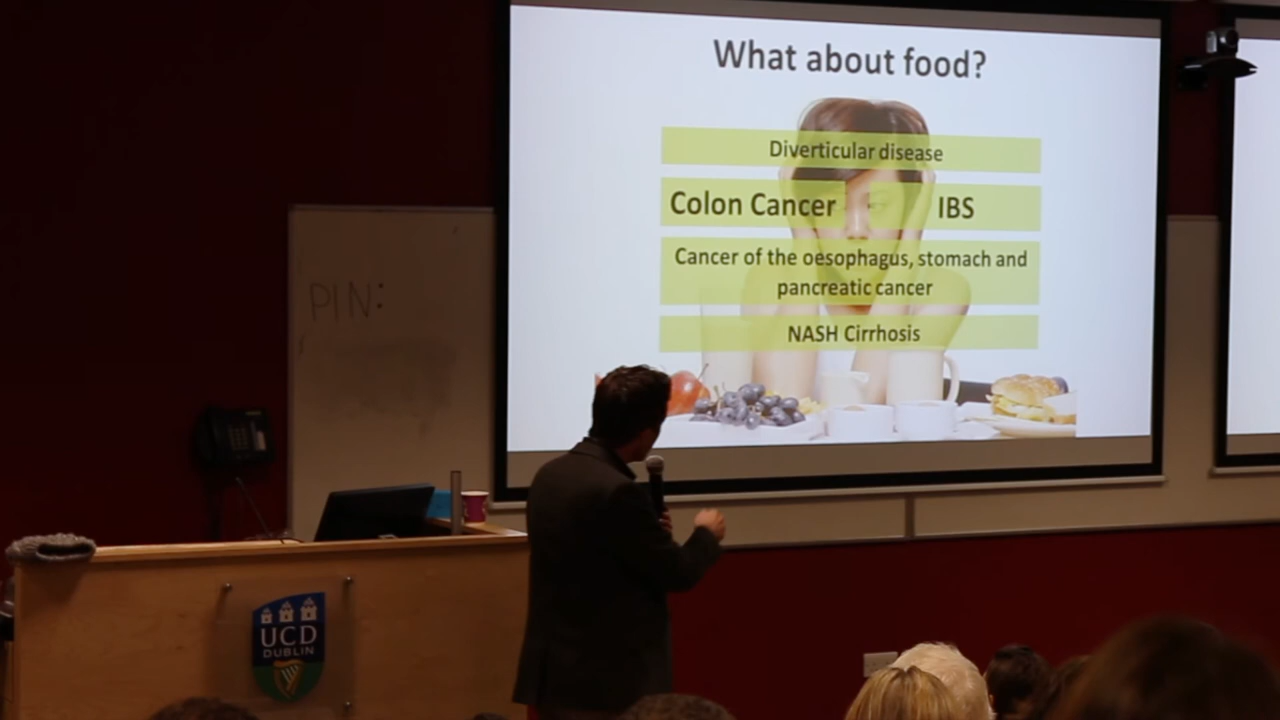 What about food?
Diverticular disease
Colon Cancer IBS
Cancer of the oesophagus, stomach and
pancreatic cancer
NASH Cirrhosis
PIN:
UCD
DUBLIN